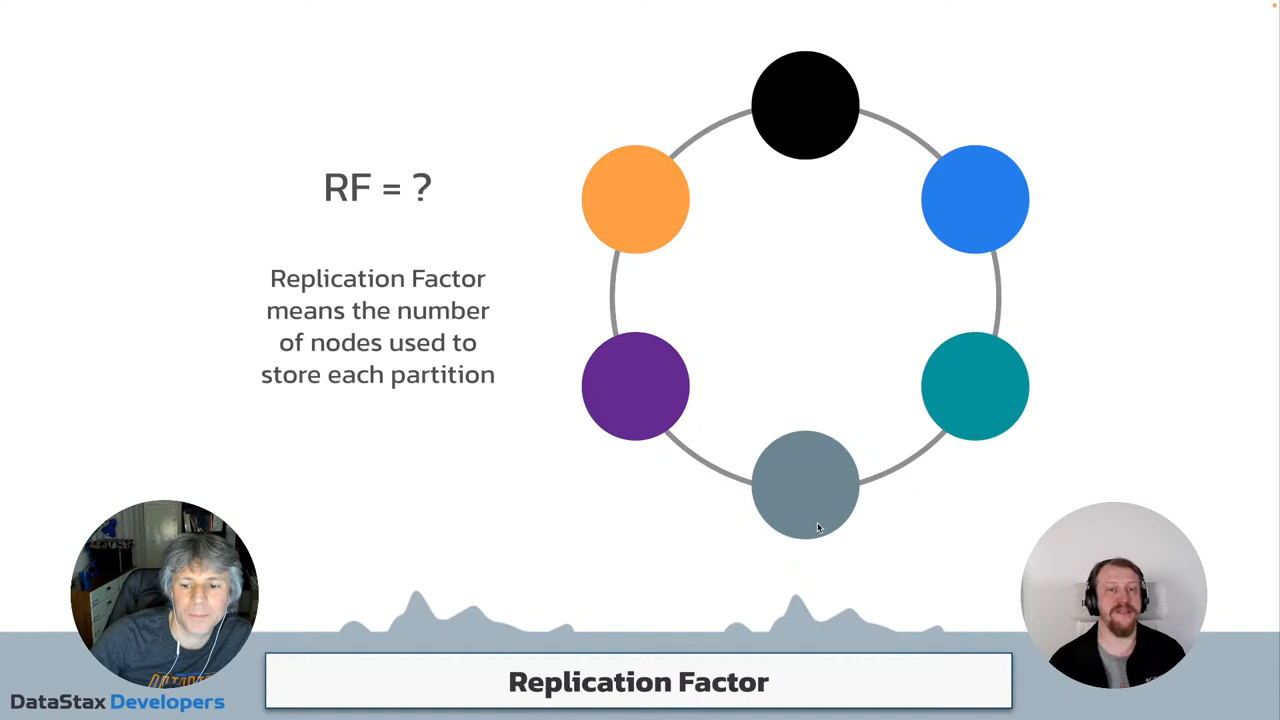 RF = ?
Replication Factor
means the number
of nodes used to
store each partition
DataStax Developers
Replication Factor